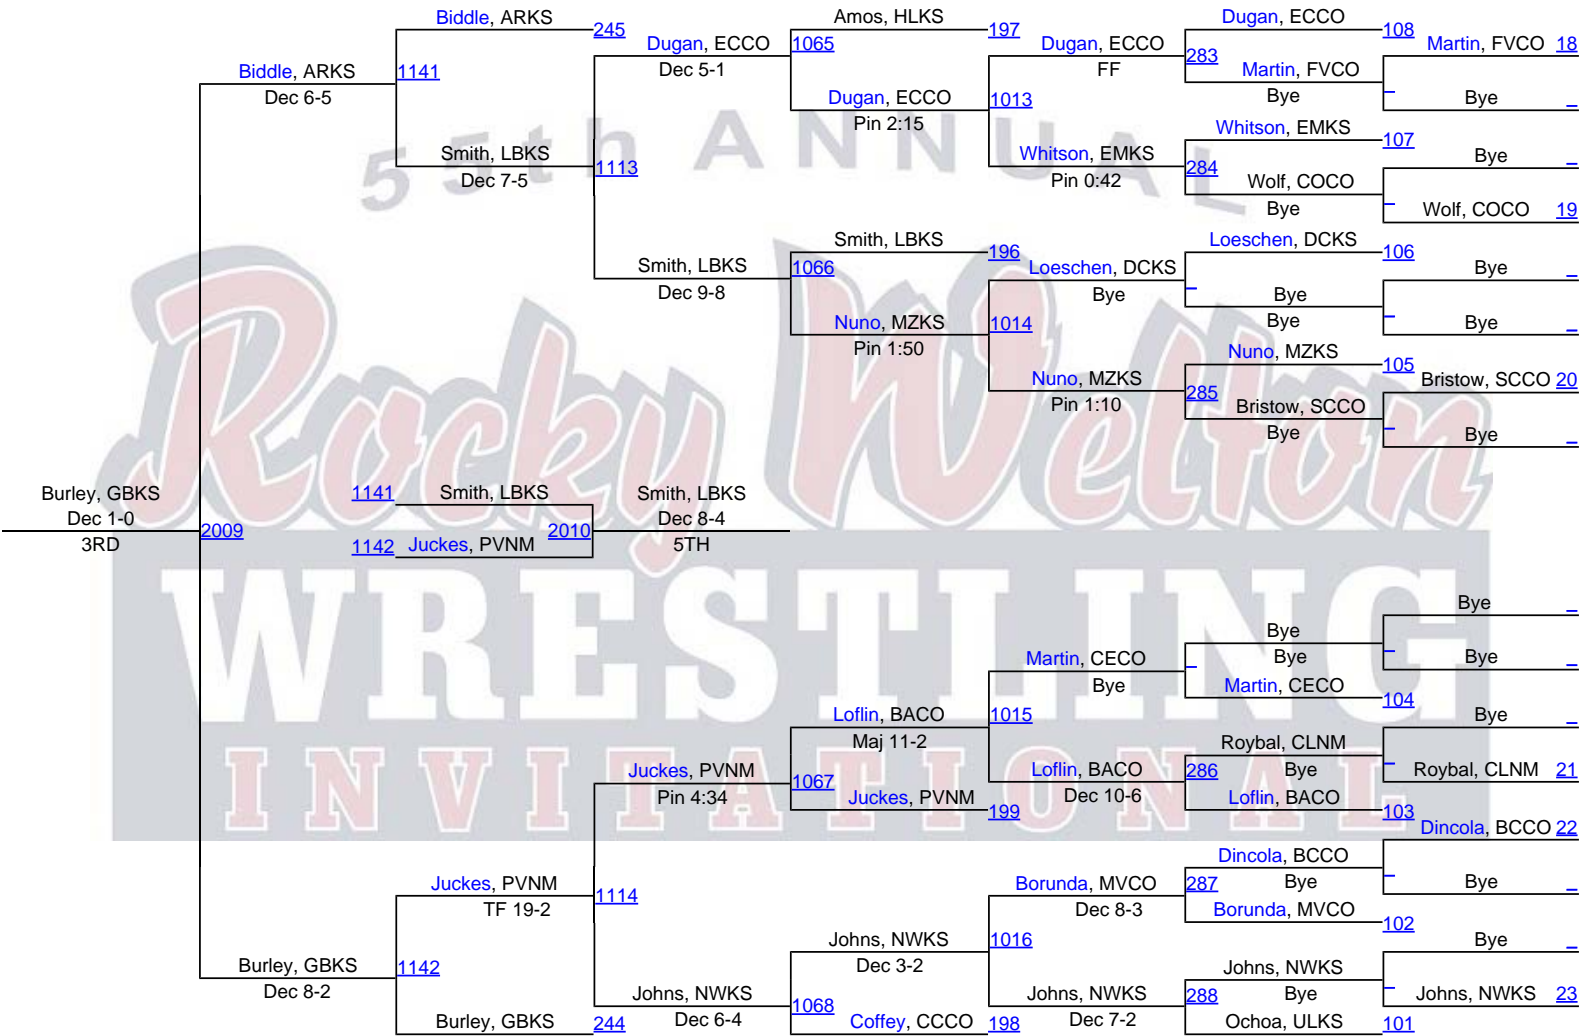 Biddle, ARKS
245
Biddle, ARKS
1141
Dec 6-5
Smith, LBKS
Dec 7-5
1113
Dugan, ECCO
Dec 5-1
1065
Amos, HLKS
197
Dugan, ECCO
Pin 2:15
1013
Dugan, ECCO
FF
283
Dugan, ECCO
108
Martin, FVCO
Bye
Martin, FVCO 18
Bye
Whitson, EMKS
Pin 0:42
284
Whitson, EMKS
107
Wolf, COCO
Bye
Bye
Wolf, COCO 19
55th ANNUAL
Smith, LBKS
Dec 9-8
1066
Smith, LBKS
196
Nuno, MZKS
Pin 1:50
1014
Loeschen, DCKS
Bye
Loeschen, DCKS
106
Bye
Bye
Bye
Bye
Nuno, MZKS
Pin 1:10
285
Nuno, MZKS
105
Bristow, SCCO
Bye
Bristow, SCCO 20
Bye
Rocky Welton
Burley, GBKS
Dec 1-0
3RD
2009
1141
Smith, LBKS
1142
Juckes, PVNM
2010
Smith, LBKS
Dec 8-4
5TH
WRESTLING
INVITATIONAL
Burley, GBKS
Dec 8-2
1142
Juckes, PVNM
TF 19-2
1114
Burley, GBKS
244
Juckes, PVNM
Pin 4:34
1067
Loflin, BACO
Maj 11-2
1015
Juckes, PVNM
199
Martin, CECO
Bye
Bye
Bye
Bye
Bye
Martin, CECO
104
Loflin, BACO
Dec 10-6
286
Roybal, CLNM
Bye
Bye
Roybal, CLNM 21
Loflin, BACO
103
Johns, NWKS
Dec 6-4
1068
Johns, NWKS
Dec 3-2
1016
Coffey, CCCO
198
Borunda, MVCO
Dec 8-3
287
Dincola, BCCO
Bye
Dincola, BCCO 22
Bye
Borunda, MVCO
102
Johns, NWKS
Dec 7-2
288
Johns, NWKS
Bye
Bye
Johns, NWKS 23
Ochoa, ULKS
101